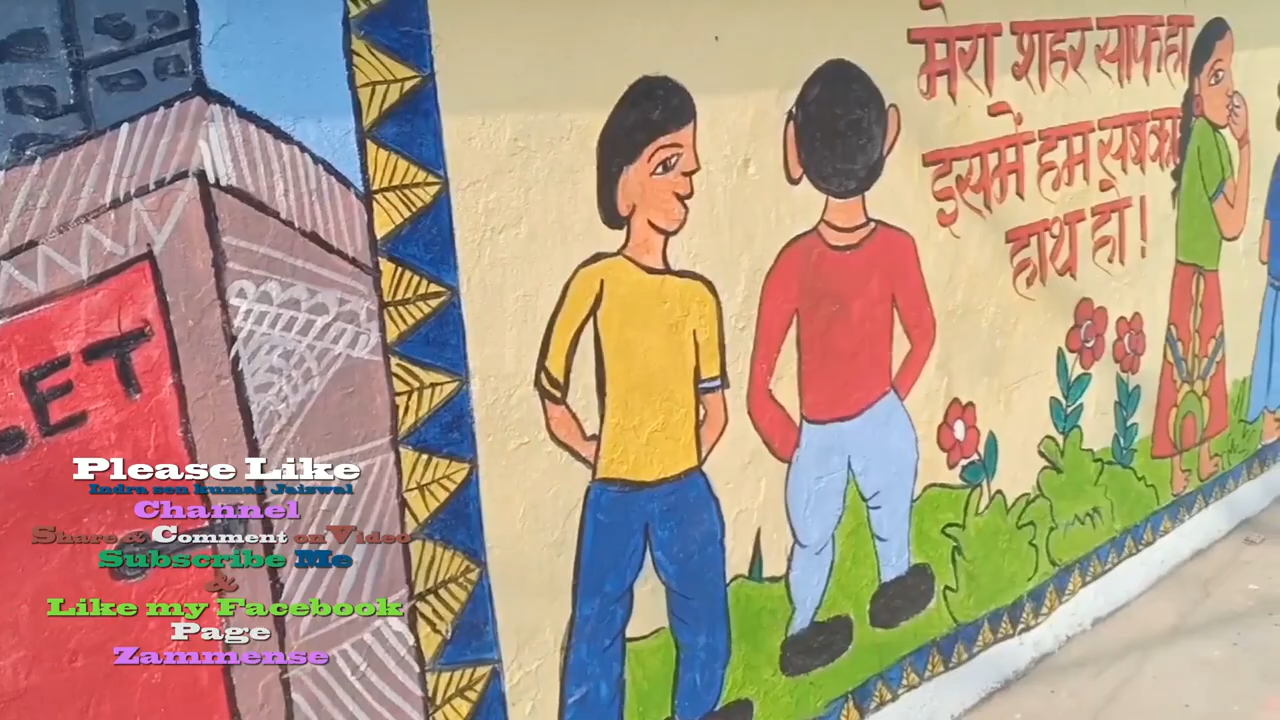 मेरा शहर साफ हो
इसमें हम सबका
हाथ हो!
LET
Please Like
Indra sen kumar Jaiswal
Channel
Share & Comment on Video
Subscribe Me
&
Like my Facebook
Page
Zammense